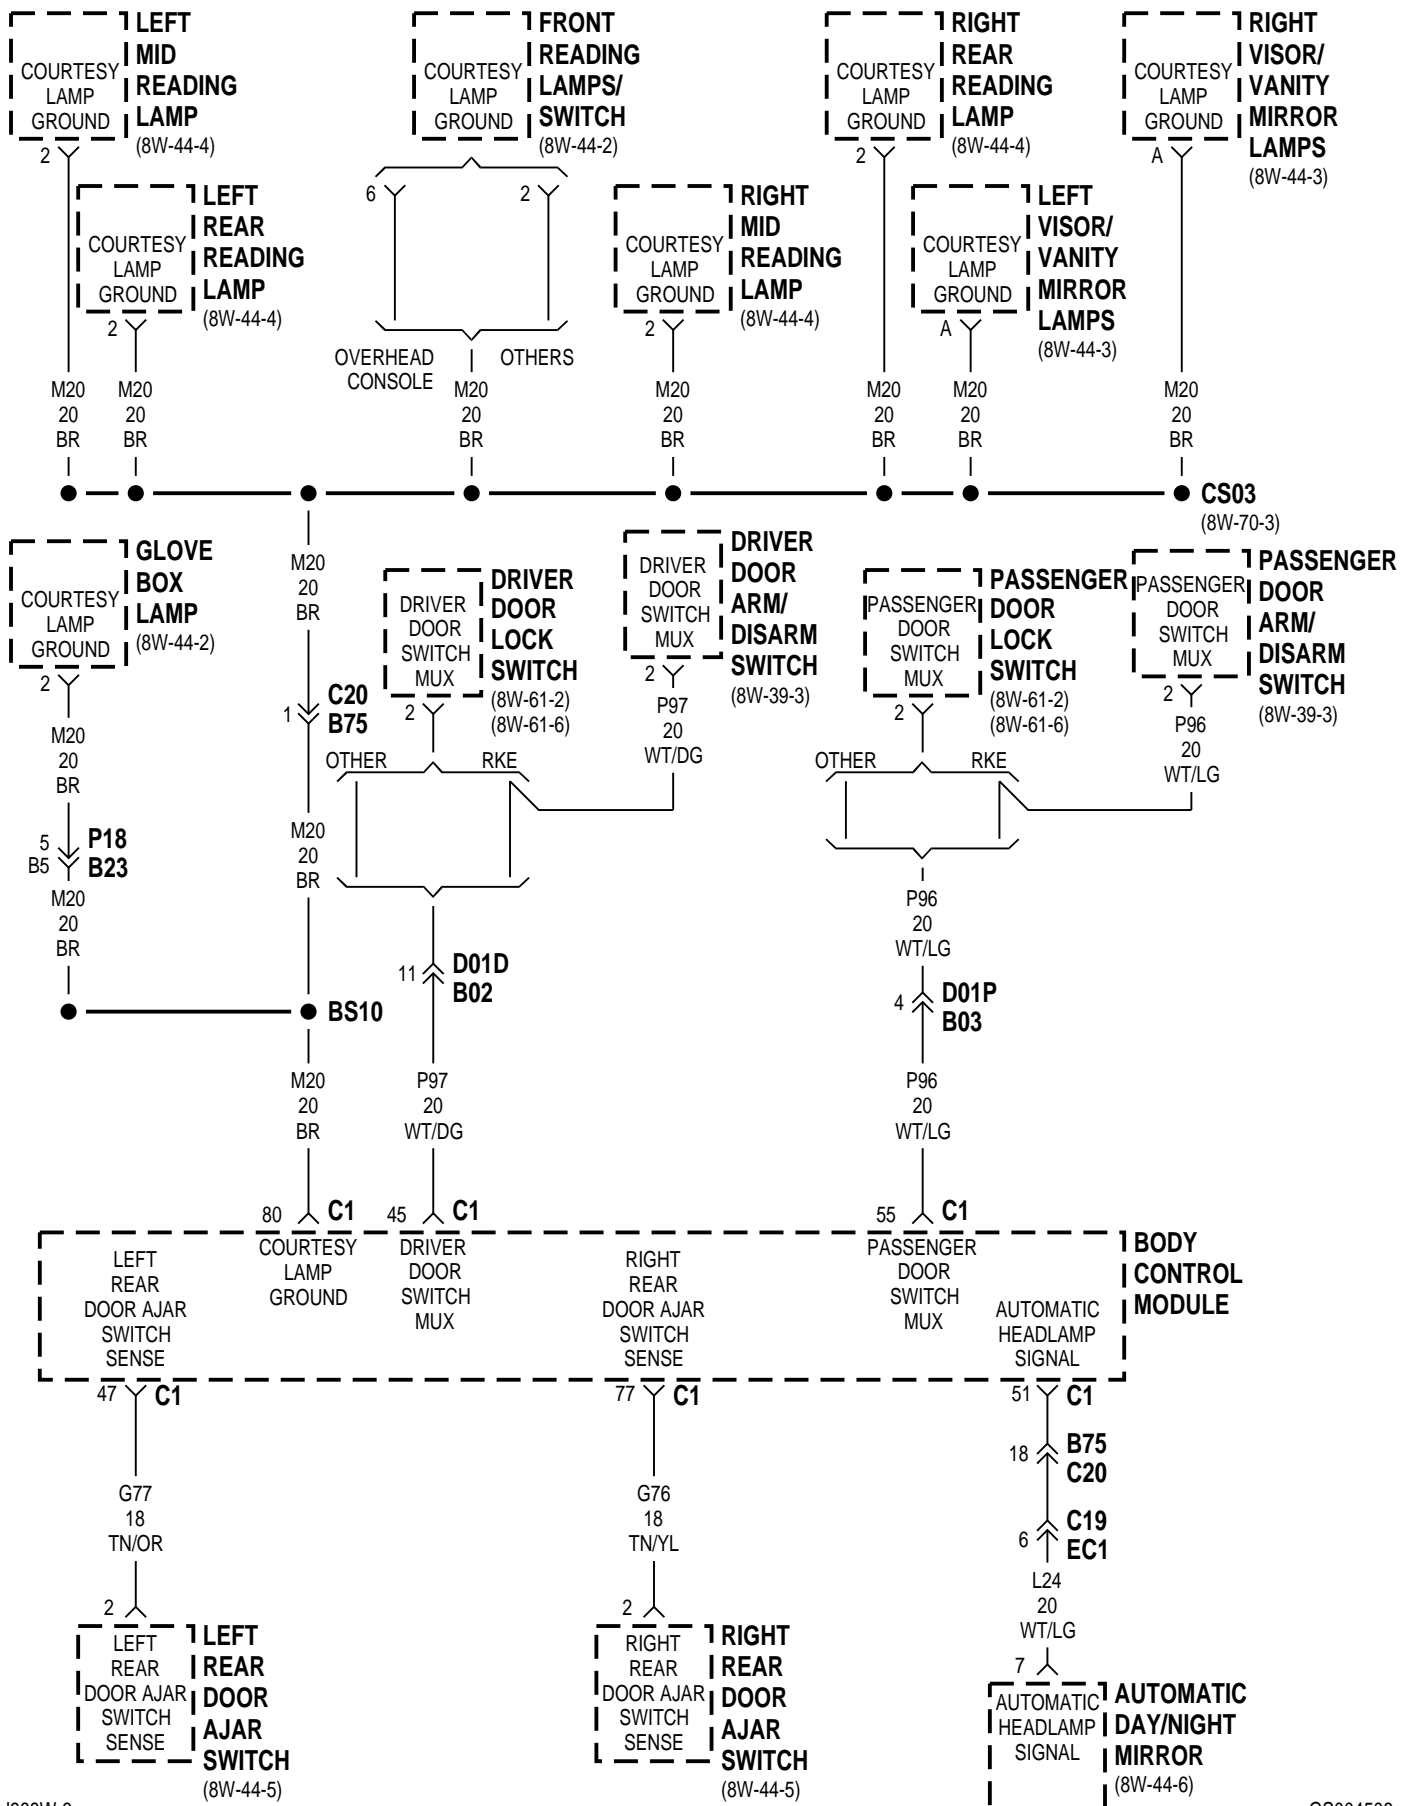 LEFT
MID
READING
LAMP
(8W-44-4)
COURTESY
LAMP
GROUND
2
FRONT
READING
LAMPS/
SWITCH
(8W-44-2)
COURTESY
LAMP
GROUND
6
2
OVERHEAD
CONSOLE
OTHERS
RIGHT
REAR
READING
LAMP
(8W-44-4)
COURTESY
LAMP
GROUND
2
RIGHT
VISOR/
VANITY
MIRROR
LAMPS
(8W-44-3)
COURTESY
LAMP
GROUND
A
LEFT
REAR
READING
LAMP
(8W-44-4)
COURTESY
LAMP
GROUND
2
RIGHT
MID
READING
LAMP
(8W-44-4)
COURTESY
LAMP
GROUND
2
LEFT
VISOR/
VANITY
MIRROR
LAMPS
(8W-44-3)
COURTESY
LAMP
GROUND
A
M20 M20 M20 M20 M20 M20 M20
20 20 20 20 20 20 20
BR BR BR BR BR BR BR
CS03
(8W-70-3)
GLOVE
BOX
LAMP
(8W-44-2)
COURTESY
LAMP
GROUND
2
M20
20
BR
5 P18
B5 B23
M20
20
BR
M20
20
BR
1
C20
B75
M20
20
BR
BS10
M20
20
BR
DRIVER
DOOR
LOCK
SWITCH
(8W-61-2)
(8W-61-6)
DRIVER
DOOR
SWITCH
MUX
2
OTHER
RKE
DRIVER
DOOR
ARM/
DISARM
SWITCH
(8W-39-3)
DRIVER
DOOR
SWITCH
MUX
2
P97
20
WT/DG
11
D01D
B02
P97
20
WT/DG
PASSENGER
DOOR
LOCK
SWITCH
(8W-61-2)
(8W-61-6)
PASSENGER
DOOR
SWITCH
MUX
2
OTHER
RKE
PASSENGER
DOOR
ARM/
DISARM
SWITCH
(8W-39-3)
PASSENGER
DOOR
SWITCH
MUX
2
P96
20
WT/LG
P96
20
WT/LG
4
D01P
B03
P96
20
WT/LG
80 C1
45 C1
55 C1
BODY
CONTROL
MODULE
LEFT
REAR
DOOR AJAR
SWITCH
SENSE
COURTESY
LAMP
GROUND
DRIVER
DOOR
SWITCH
MUX
RIGHT
REAR
DOOR AJAR
SWITCH
SENSE
PASSENGER
DOOR
SWITCH
MUX
AUTOMATIC
HEADLAMP
SIGNAL
47 C1
77 C1
51 C1
G77
18
TN/OR
2
LEFT
REAR
DOOR AJAR
SWITCH
SENSE
LEFT
REAR
DOOR
AJAR
SWITCH
(8W-44-5)
G76
18
TN/YL
2
RIGHT
REAR
DOOR AJAR
SWITCH
SENSE
RIGHT
REAR
DOOR
AJAR
SWITCH
(8W-44-5)
18
B75
C20
6
C19
EC1
L24
20
WT/LG
7
AUTOMATIC
HEADLAMP
SIGNAL
AUTOMATIC
DAY/NIGHT
MIRROR
(8W-44-6)